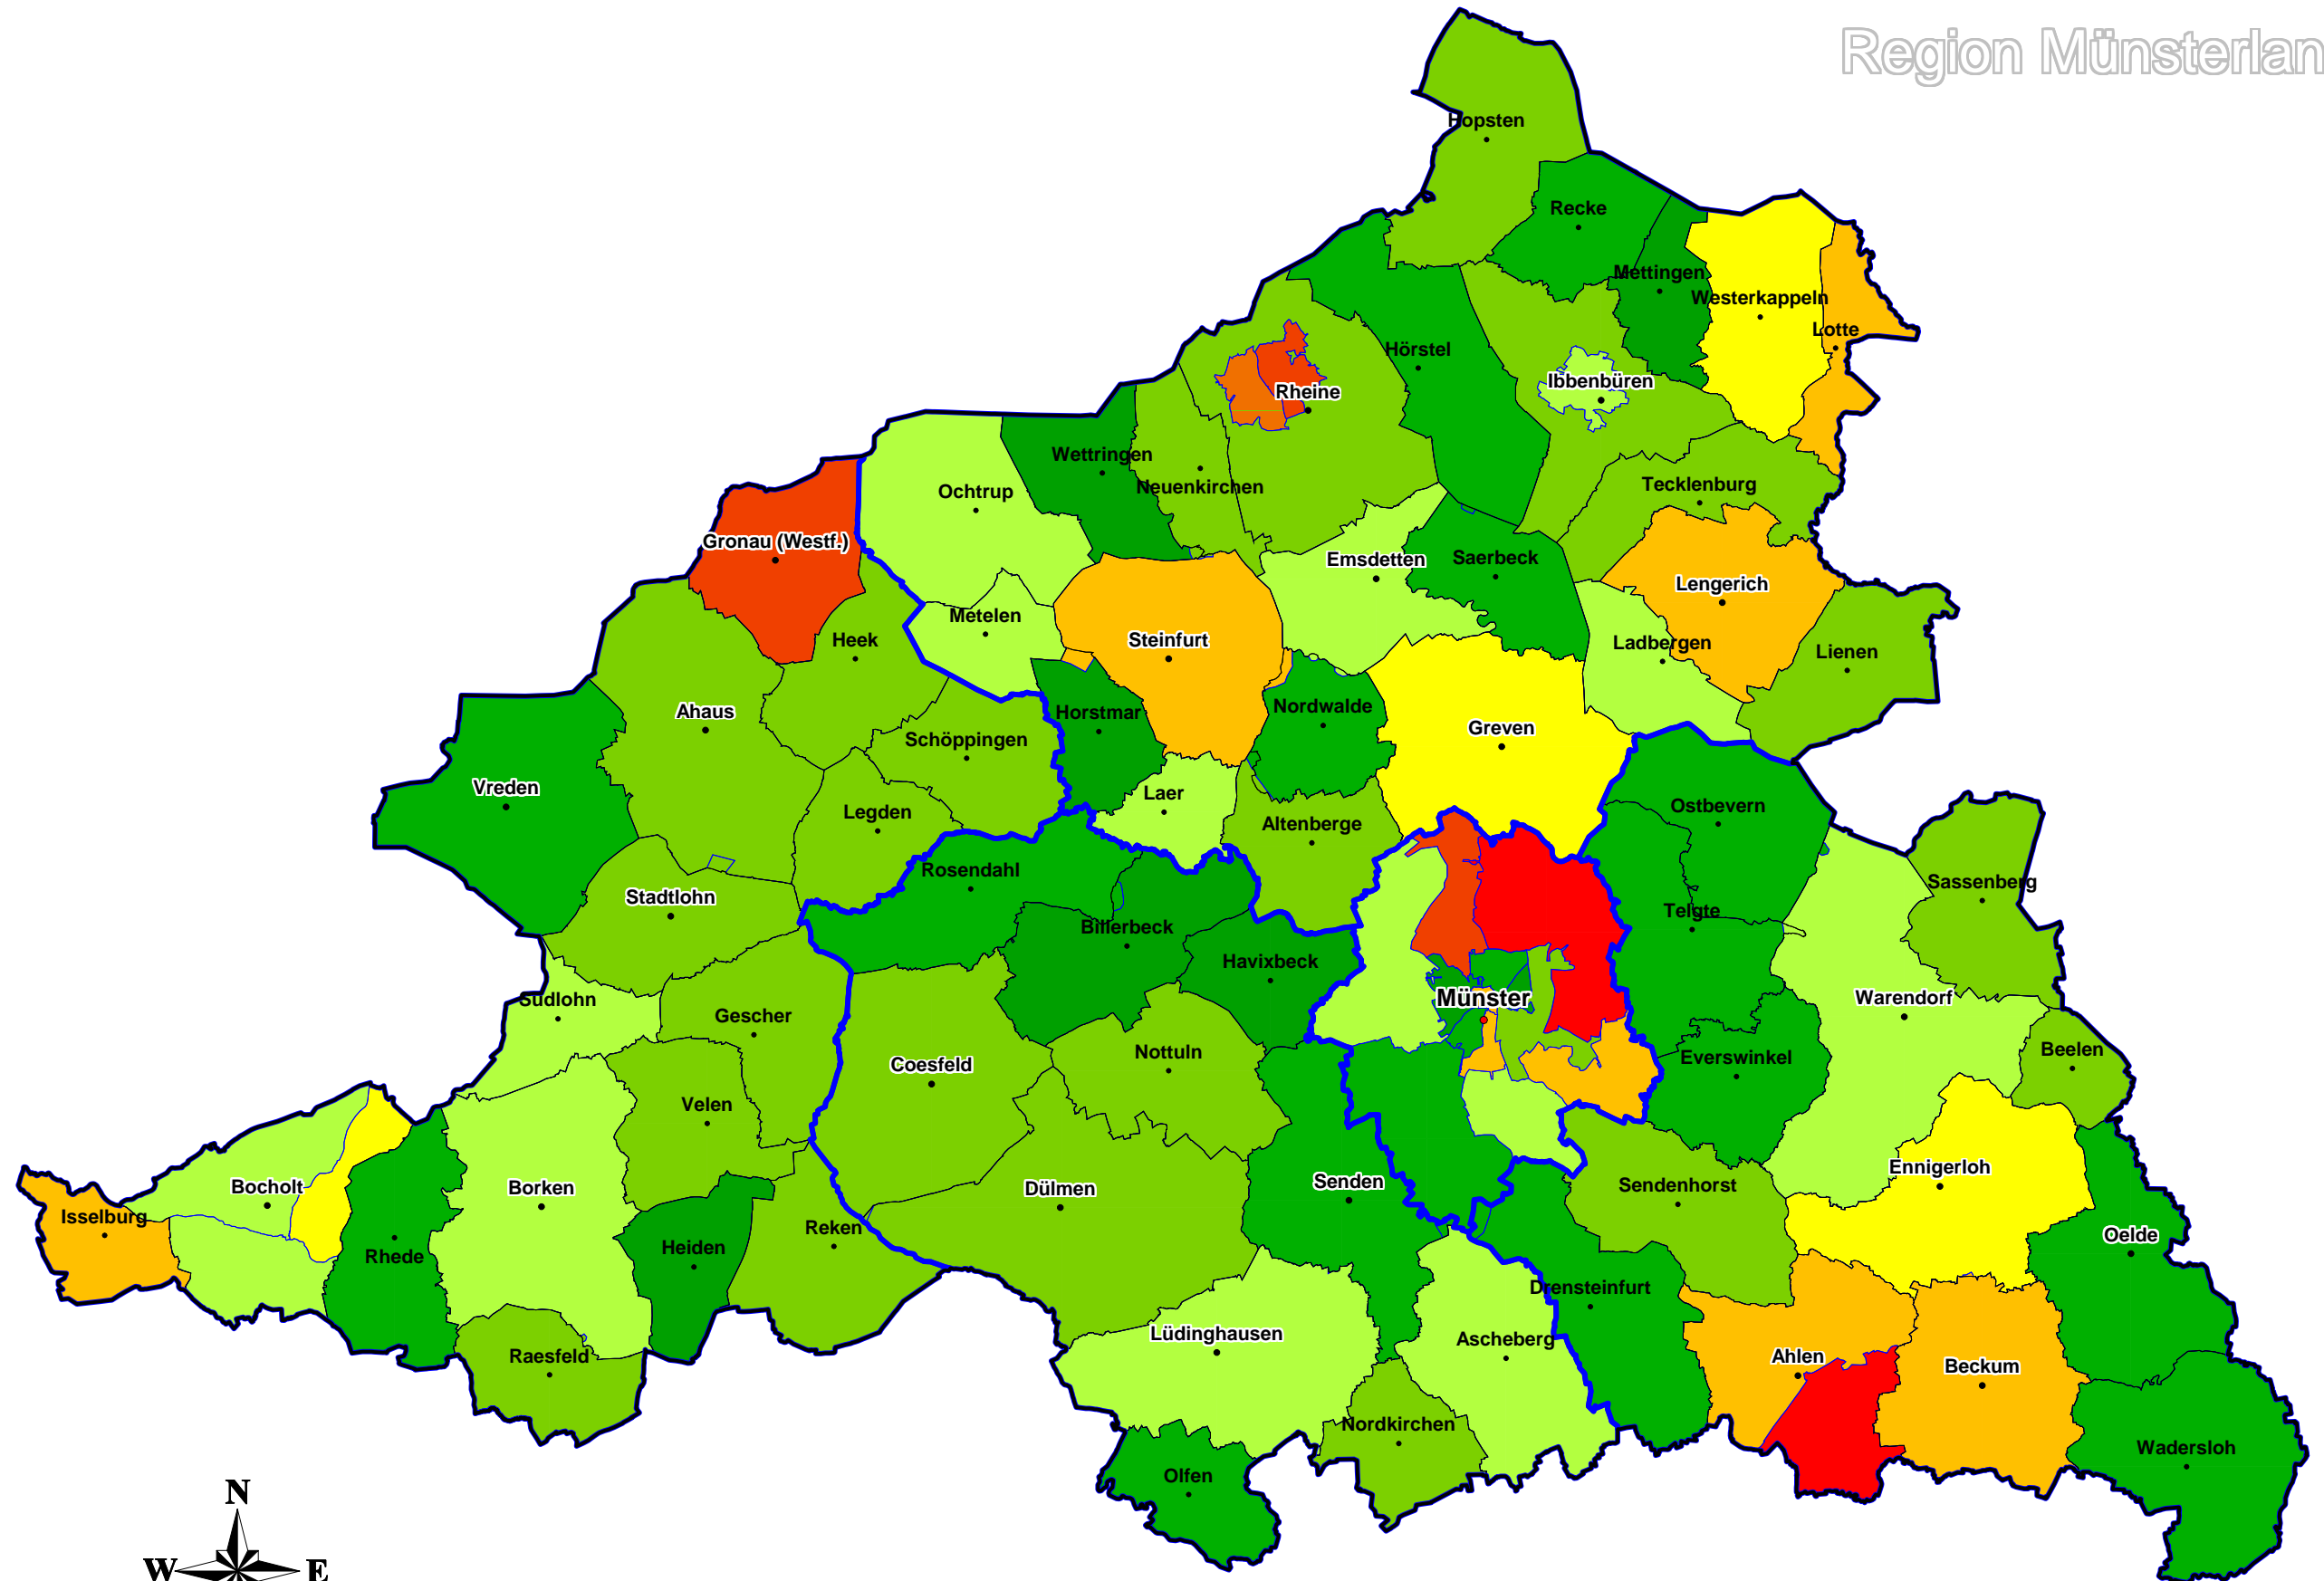 Region Münsterlan
Hopsten
Recke
Mettingen
Westerkappeln
Lotte
Hörstel
Ibbenbüren
Rheine
Wettringen
Neuenkirchen
Ochtrup
Tecklenburg
Gronau (Westf.)
Emsdetten
Saerbeck
Lengerich
Metelen
Steinfurt
Heek
Ladbergen
Lienen
Ahaus
Horstmar
Nordwalde
Greven
Schöppingen
Vreden
Laer
Legden
Altenberge
Ostbevern
Rosendahl
Stadtlohn
Sassenberg
Telgte
Billerbeck
Havixbeck
Südlohn
Münster
Warendorf
Gescher
Nottuln
Coesfeld
Everswinkel
Beelen
Velen
Ennigerloh
Bocholt
Borken
Dülmen
Senden
Sendenhorst
Isselburg
Reken
Oelde
Rhede
Heiden
Drensteinfurt
Lüdinghausen
Ascheberg
Raesfeld
Ahlen
Beckum
Nordkirchen
Wadersloh
Olfen
N
W E